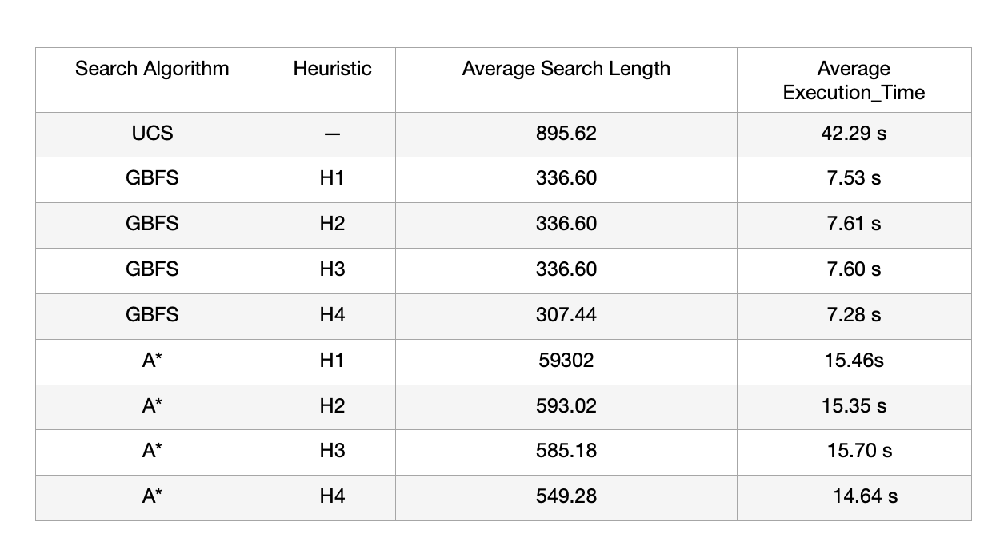 Search Algorithm Heuristic Average Search Length Average
Execution_Time
UCS — 895.62 42.29 s
GBFS H1 336.60 7.53 s
GBFS H2 336.60 7.61 s
GBFS H3 336.60 7.60 s
GBFS H4 307.44 7.28 s
A* H1 59302 15.46s
A* H2 593.02 15.35 s
A* H3 585.18 15.70 s
A* H4 549.28 14.64 s